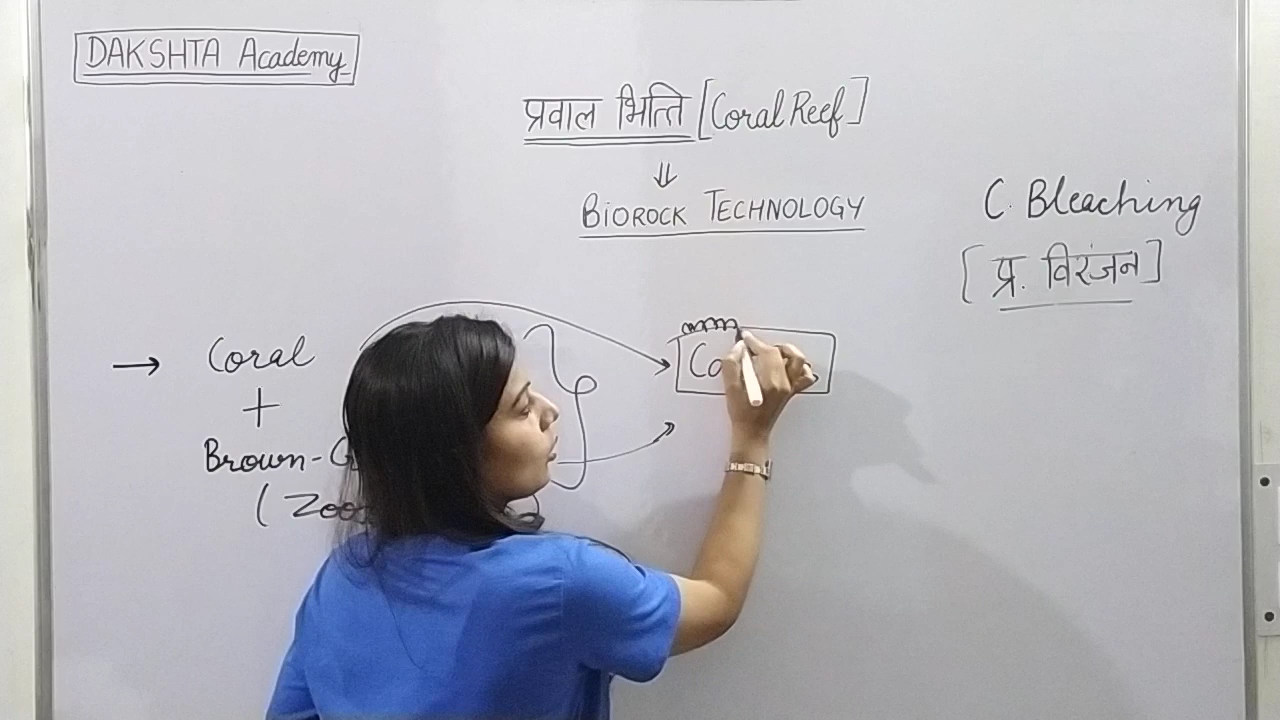 DAKSHTA Academy
प्रवाल भित्ति [Coral Reef]
⇓
BIOROCK TECHNOLOGY
C. Bleaching
[प्र. विरंजन]
→ Coral
+
Brown-